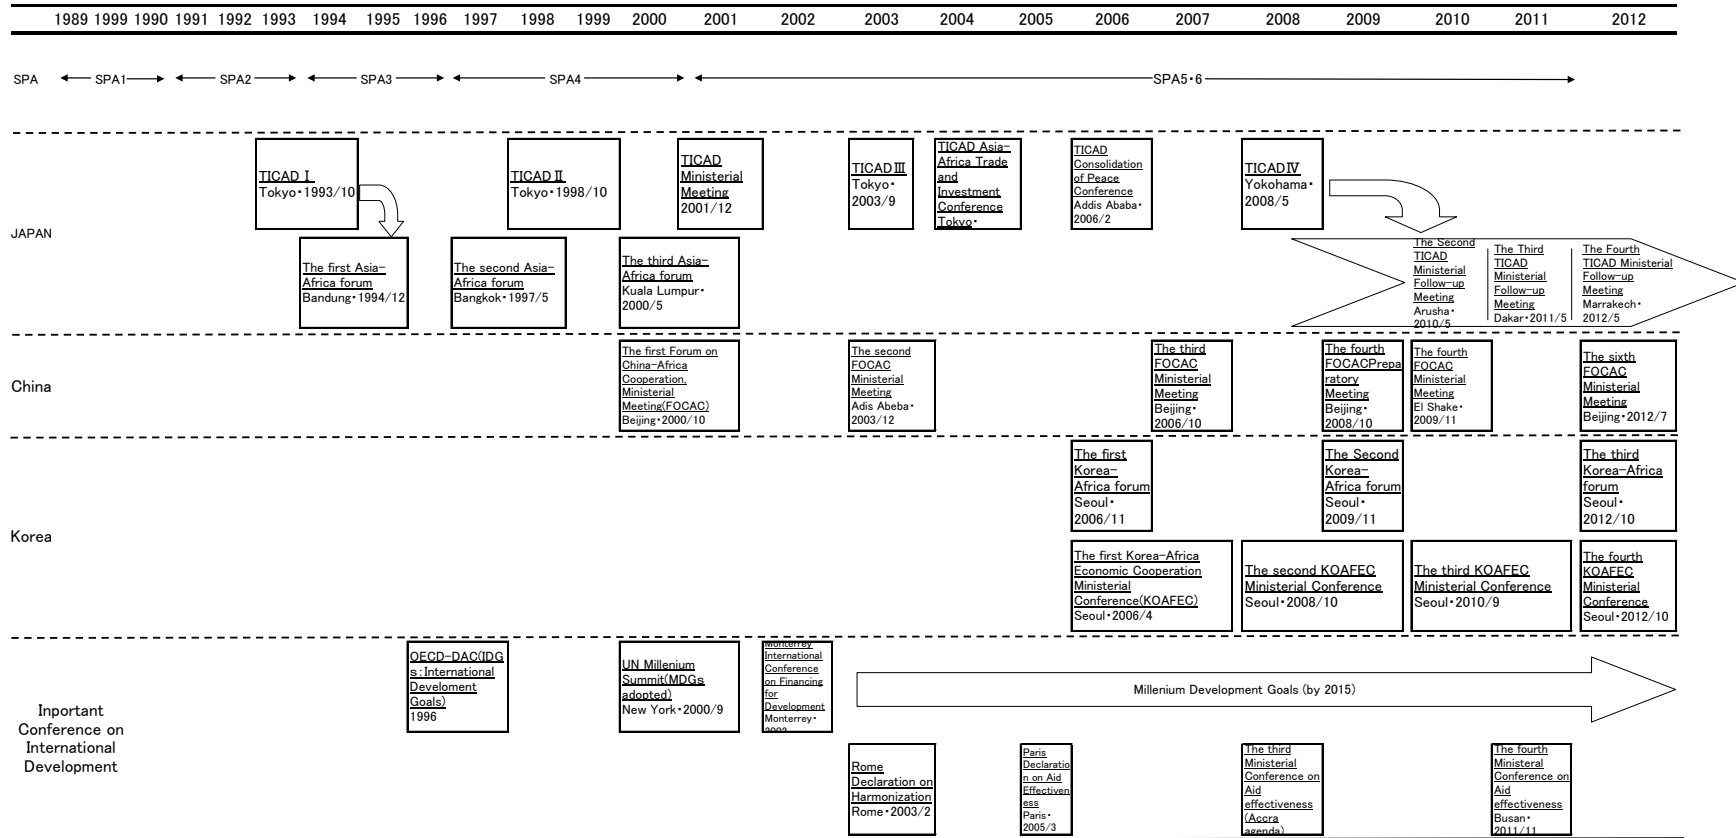 1989 1999 1990 1991 1992 1993 1994 1995 1996 1997 1998 1999 2000 2001 2002 2003 2004 2005 2006 2007 2008 2009 2010 2011 2012
SPA SPA1 SPA2 SPA3 SPA4 SPA5・6
JAPAN
TICAD Ⅰ
Tokyo・1993/10
TICADⅡ
Tokyo・1998/10
TICAD
Ministerial
Meeting
2001/12
TICADⅢ
Tokyo・
2003/9
TICAD Asia-
Africa Trade
and
Investment
Conference
Tokyo・
TICAD
Consolidation
of Peace
Conference
Addis Ababa・
2006/2
TICADⅣ
Yokohama・
2008/5
The first Asia-
Africa forum
Bandung・1994/12
The second Asia-
Africa forum
Bangkok・1997/5
The third Asia-
Africa forum
Kuala Lumpur・
2000/5
The Second
TICAD
Ministerial
Follow-up
Meeting
Arusha・
2010/5
The Third
TICAD
Ministerial
Follow-up
Meeting
Dakar・2011/5
The Fourth
TICAD Ministerial
Follow-up
Meeting
Marrakech・
2012/5
China
The first Forum on
China-Africa
Cooperation,
Ministerial
Meeting(FOCAC)
Beijing・2000/10
The second
FOCAC
Ministerial
Meeting
Adis Abeba・
2003/12
The third
FOCAC
Ministerial
Meeting
Beijing・
2006/10
The fourth
FOCACPrepa
ratory
Meeting
Beijing・
2008/10
The fourth
FOCAC
Ministerial
Meeting
El Shake・
2009/11
The sixth
FOCAC
Ministerial
Meeting
Beijing・2012/7
Korea
The first
Korea-
Africa forum
Seoul・
2006/11
The Second
Korea-
Africa forum
Seoul・
2009/11
The third
Korea-Africa
forum
Seoul・
2012/10
The first Korea-Africa
Economic Cooperation
Ministerial
Conference(KOAFEC)
Seoul・2006/4
The second KOAFEC
Ministerial Conference
Seoul・2008/10
The third KOAFEC
Ministerial Conference
Seoul・2010/9
The fourth
KOAFEC
Ministerial
Conference
Seoul・2012/10
Inportant
Conference on
International
Development
OECD-DAC(IDG
s:International
Develoment
Goals)
1996
UN Millenium
Summit(MDGs
adopted)
New York・2000/9
Monterrey
International
Conference
on Financing
for
Development
Monterrey・
2002
Millenium Development Goals (by 2015)
Rome
Declaration on
Harmonization
Rome・2003/2
Paris
Declaratio
n on Aid
Effectiven
ess
Paris・
2005/3
The third
Ministerial
Conference on
Aid
effectiveness
(Accra
agenda)
The fourth
Ministeral
Conference on
Aid
effectiveness
Busan・
2011/11